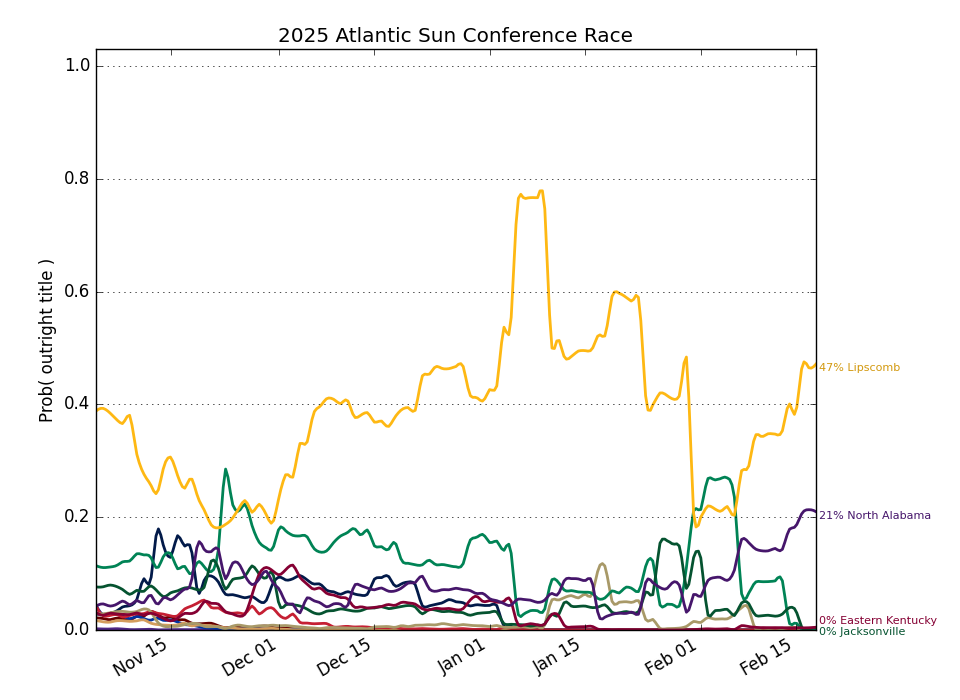 2025 Atlantic Sun Conference Race
Prob( outright title )
1.0
0.8
0.6
0.4
0.2
0.0
47% Lipscomb
21% North Alabama
0% Eastern Kentucky
0% Jacksonville
Nov 15
Dec 01
Dec 15
Jan 01
Jan 15
Feb 01
Feb 15